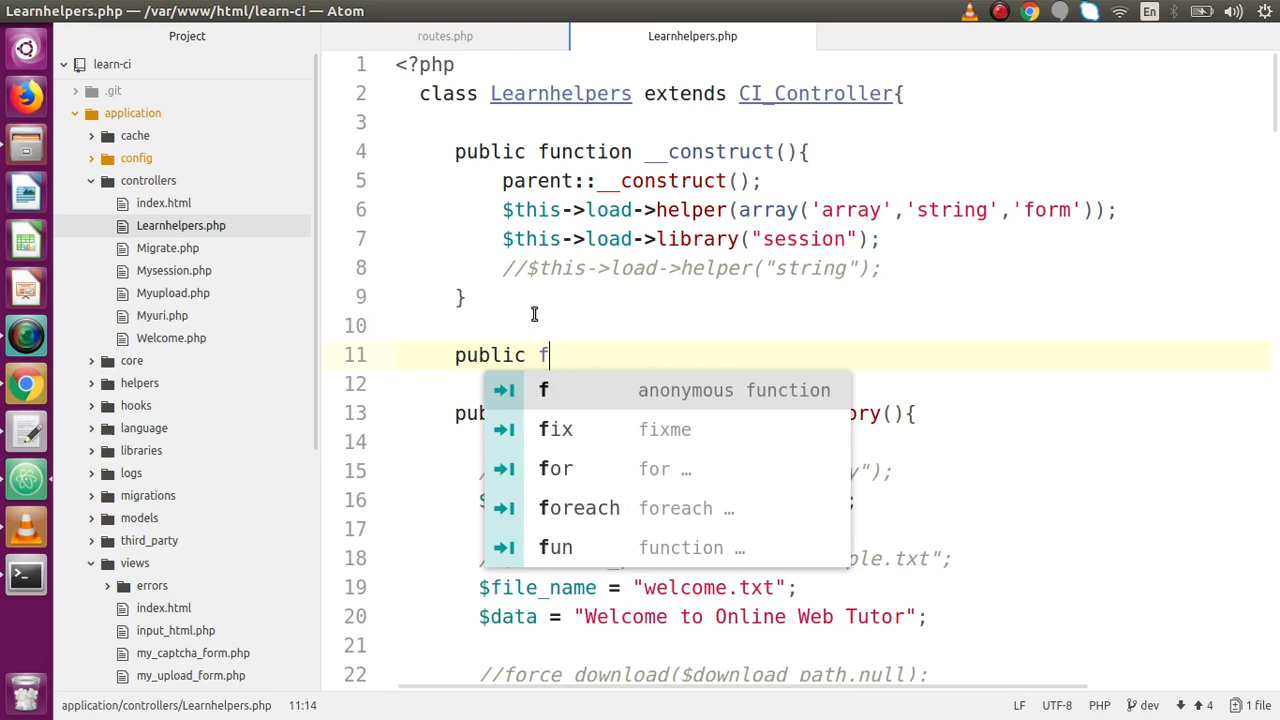 Learnhelpers.php — /var/www/html/learn-ci — Atom
En
Project
routes.php
Learnhelpers.php
learn-ci
.git
application
cache
config
controllers
index.html
Learnhelpers.php
Migrate.php
Mysession.php
Myupload.php
Myuri.php
Welcome.php
core
helpers
hooks
language
libraries
logs
migrations
models
third_party
views
errors
index.html
input_html.php
my_captcha_form.php
my_upload_form.php
1 <?php
2 class Learnhelpers extends CI_Controller{
3
4 public function __construct(){
5 parent::__construct();
6 $this->load->helper(array('array','string','form'));
7 $this->load->library("session");
8 //$this->load->helper("string");
9 }
10
11 public f
12
13 pu ory(){
14
15 / y");
16 $ ;
17
18 / ple.txt";
19 $file_name = "welcome.txt";
20 $data = "Welcome to Online Web Tutor";
21
22 //force_download($download_path,null);
f anonymous function
fix fixme
for for …
foreach foreach …
fun function …
application/controllers/Learnhelpers.php 11:14
LF UTF-8 PHP dev 4 1 file